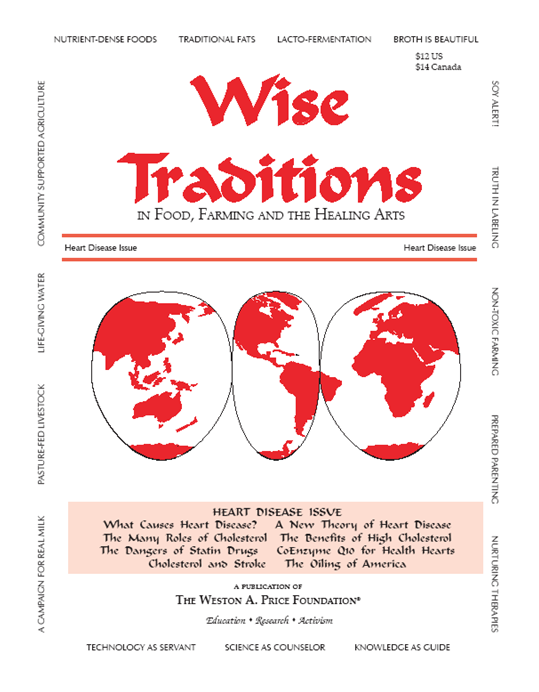 NUTRIENT-DENSE FOODS TRADITIONAL FATS LACTO-FERMENTATION BROTH IS BEAUTIFUL
$12 US
$14 Canada
Wise
Traditions
IN FOOD, FARMING AND THE HEALING ARTS
Heart Disease Issue Heart Disease Issue
COMMUNITY SUPPORTED AGRICULTURE
LIFE-GIVING WATER
PASTURE-FED LIVESTOCK
A CAMPAIGN FOR REAL MILK
SOY ALERT!
TRUTH IN LABELING
NON-TOXIC FARMING
PREPARED PARENTING
NURTURING THERAPIES
HEART DISEASE ISSUE
What Causes Heart Disease? A New Theory of Heart Disease
The Many Roles of Cholesterol The Benefits of High Cholesterol
The Dangers of Statin Drugs CoEnzyme Q10 for Health Hearts
Cholesterol and Stroke The Oiling of America
A PUBLICATION OF
THE WESTON A. PRICE FOUNDATION®
Education • Research • Activism
TECHNOLOGY AS SERVANT SCIENCE AS COUNSELOR KNOWLEDGE AS GUIDE